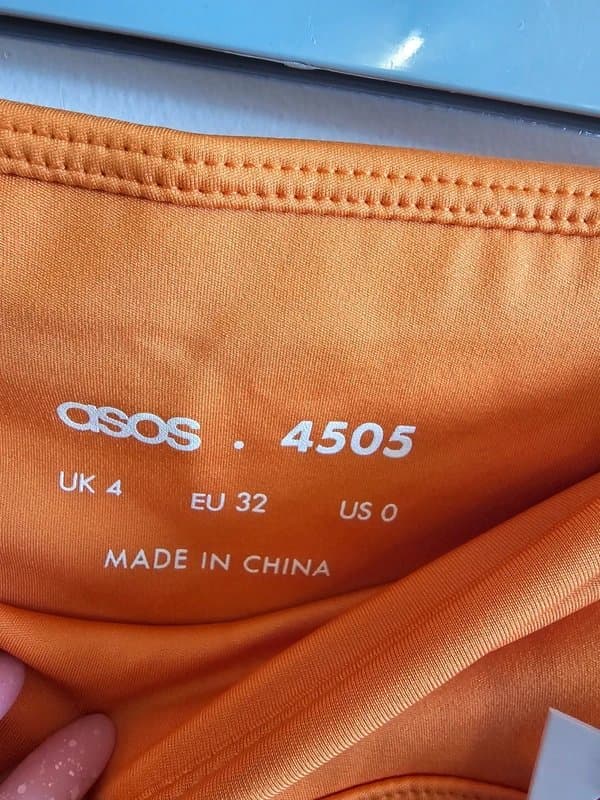 asos . 4505
UK 4 EU 32 US 0
MADE IN CHINA